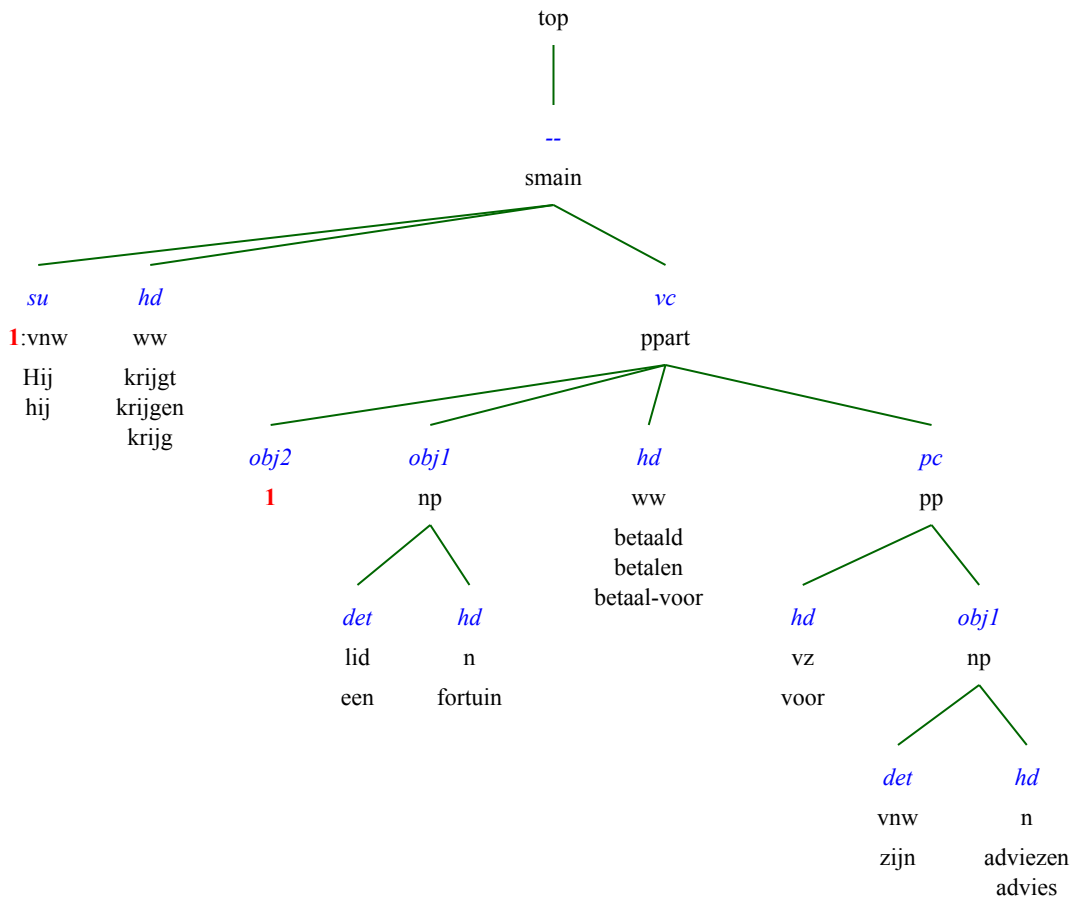 top
--
smain
su hd vc
1:vnw ww ppart
Hij krijgt
hij krijgen
krijg
obj2 obj1 hd pc
1 np ww pp
betaald
betalen
betaal-voor
det hd hd obj1
lid n vz np
een fortuin voor
det hd
vnw n
zijn adviezen
advies